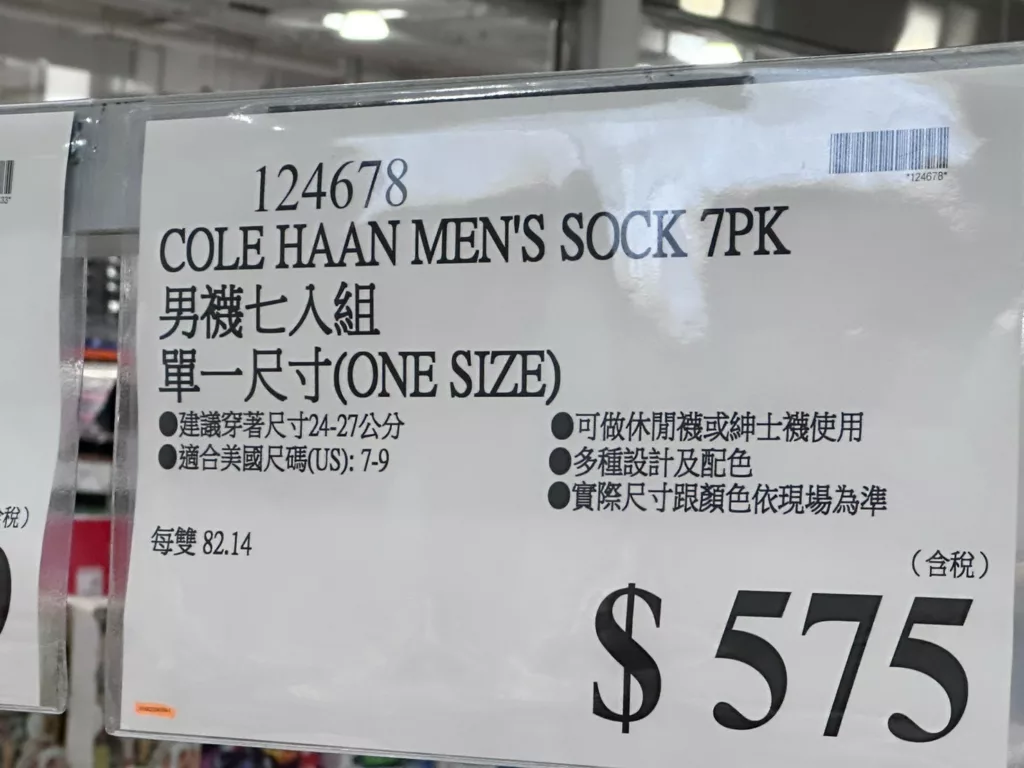 124678
*124678*
COLE HAAN MEN'S SOCK 7PK
男襪七入組
單一尺寸(ONE SIZE)
●建議穿著尺寸24-27公分
●適合美國尺碼(US): 7-9
●可做休閒襪或紳士襪使用
●多種設計及配色
●實際尺寸跟顏色依現場為準
每雙 82.14
(含稅)
$ 575
稅)